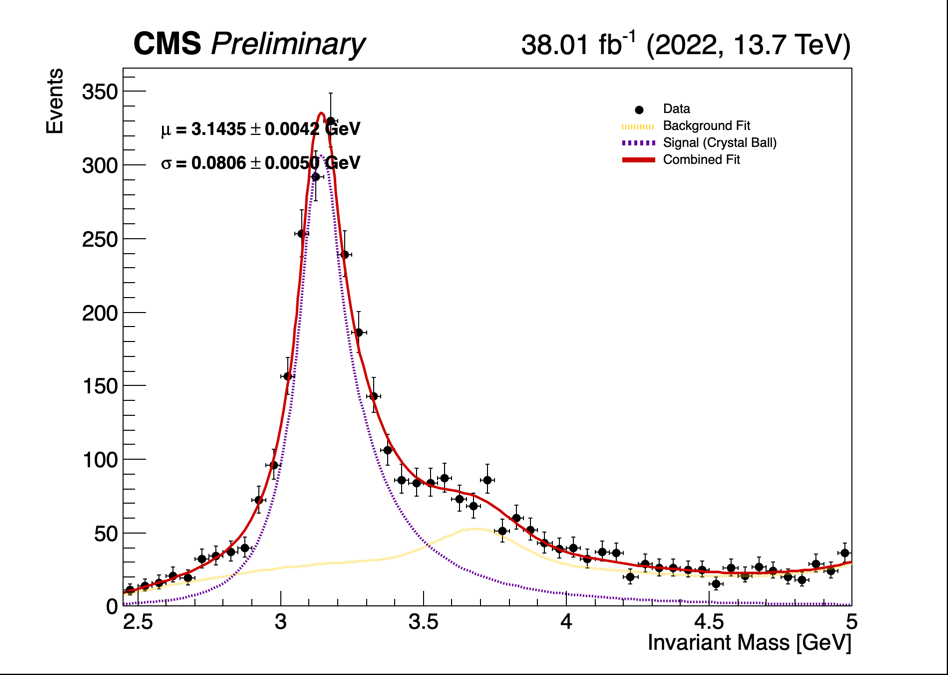 CMS Preliminary 38.01 fb⁻¹ (2022, 13.7 TeV)
Events
350
300
250
200
150
100
50
0
μ = 3.1435 ± 0.0042 GeV
σ = 0.0806 ± 0.0050 GeV
Data
Background Fit
Signal (Crystal Ball)
Combined Fit
2.5 3 3.5 4 4.5 5
Invariant Mass [GeV]